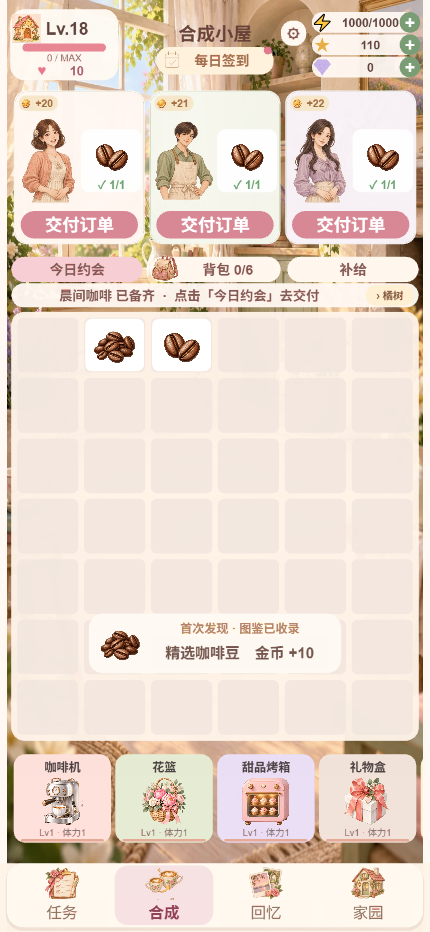 Lv.18
0 / MAX
10
合成小屋
每日签到
1000/1000
110
0
+20
1/1
交付订单
+21
1/1
交付订单
+22
1/1
交付订单
今日约会
背包 0/6
补给
晨间咖啡 已备齐 · 点击「今日约会」去交付
› 橘树
首次发现 · 图鉴已收录
精选咖啡豆 金币 +10
咖啡机
Lv1 · 体力1
花篮
Lv1 · 体力1
甜品烤箱
Lv1 · 体力1
礼物盒
Lv1 · 体力1
任务
合成
回忆
家园